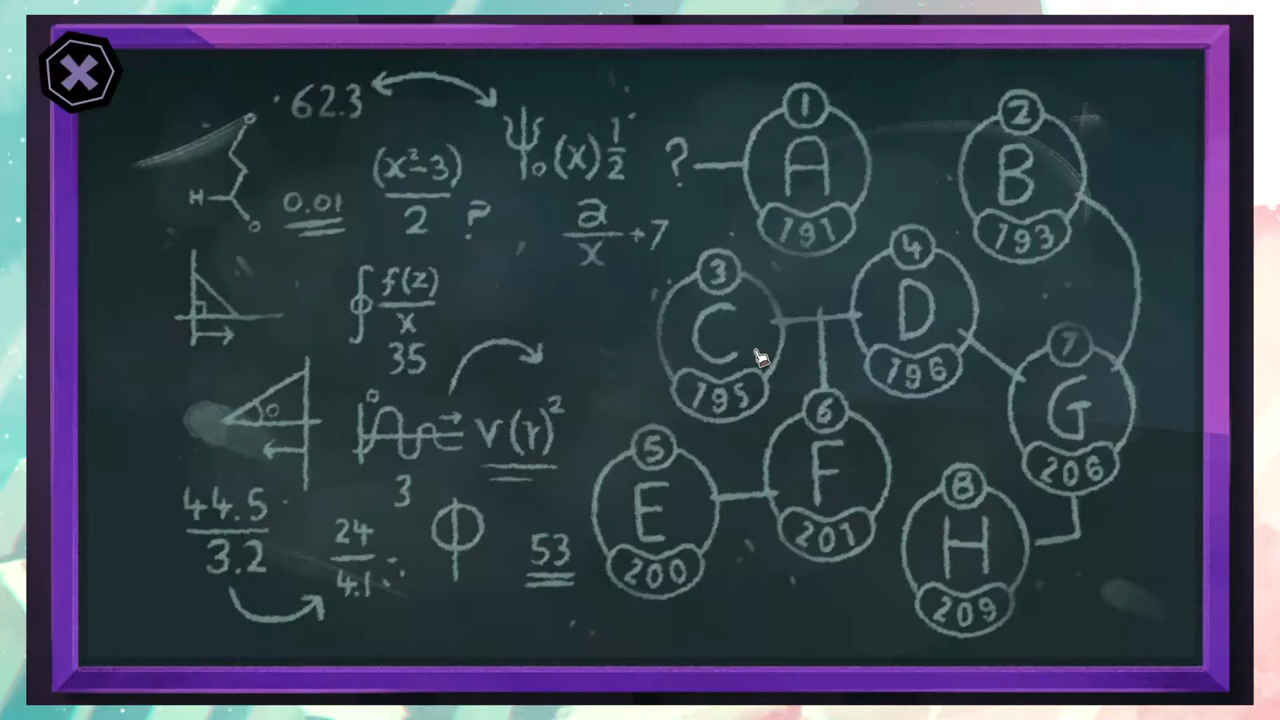 62.3
Ψ₀(x) 1/2
(x²-3)/2 ?
H
0.01
o
2/x +7
∮ f(z)/x
35
o
o
V(r)²
3
44.5/3.2
24/4.1
ϕ
53
?
1
A
191
2
B
193
3
C
195
4
D
196
5
E
200
6
F
201
7
G
206
8
H
209